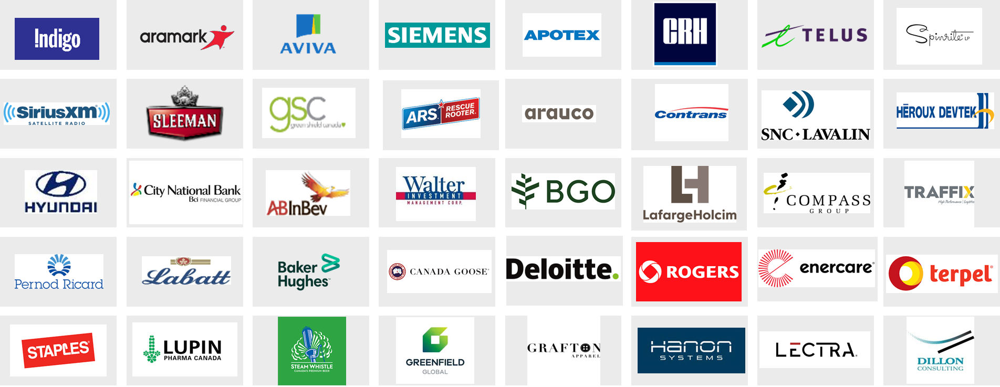 Indigo
aramark
AVIVA
SIEMENS
APOTEX
CRH
TELUS
Spinrite® LP
((SiriusXM®))
SATELLITE RADIO
SLEEMAN
gsc
green shield canada
ARS® RESCUE
ROOTER®
arauco
Contrans
SNC·LAVALIN
HĒROUX DEVTEK
HYUNDAI
City National Bank
Bci FINANCIAL GROUP
ABInBev
Walter
INVESTMENT
MANAGEMENT CORP.
BGO
LafargeHolcim
COMPASS
GROUP
TRAFFIX
High Performance | Logistics
Pernod Ricard
Labatt
Baker
Hughes
CANADA GOOSE®
Deloitte.
ROGERS
enercare®
terpel®
STAPLES®
LUPIN
PHARMA CANADA
STEAM WHISTLE
CANADA'S PREMIUM BEER
GREENFIELD
GLOBAL
GRAFTON
APPAREL
Hanon
SYSTEMS
LECTRA®
DILLON
CONSULTING